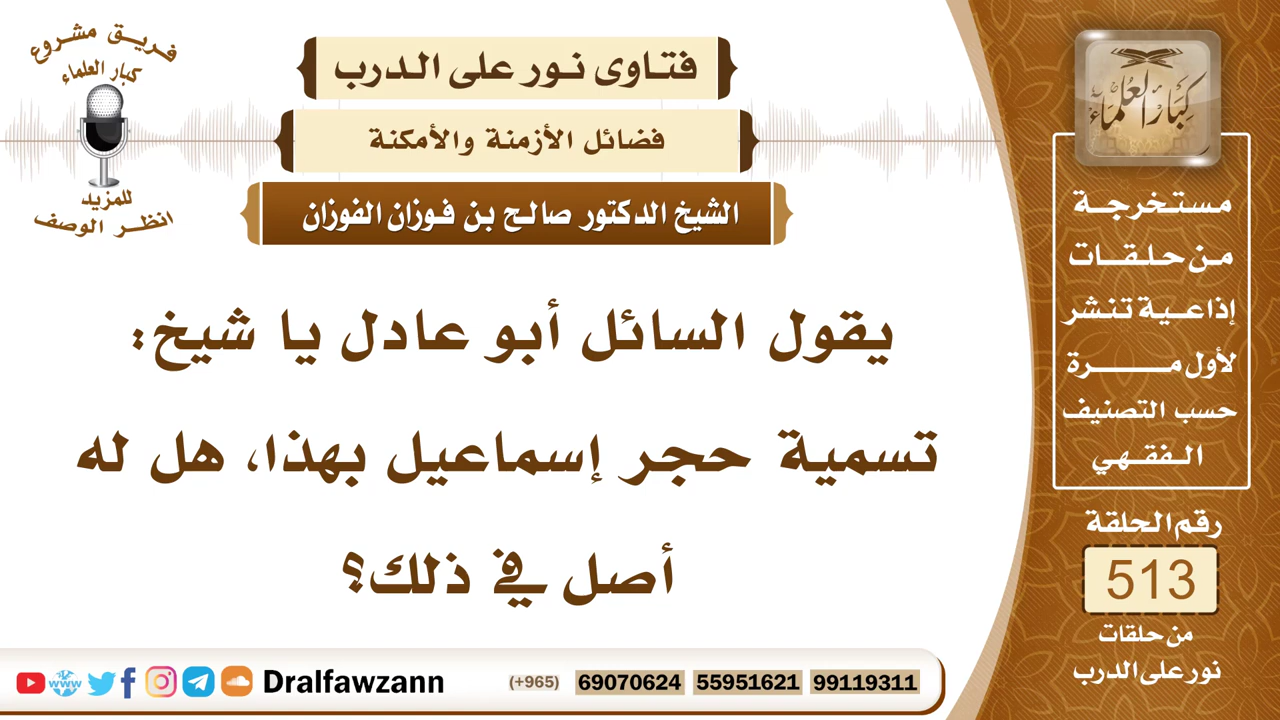 فريق مشروع
كبار العلماء
للمزيد
انظر الوصف
فتاوى نور على الدرب
فضائل الأزمنة والأمكنة
الشيخ الدكتور صالح بن فوزان الفوزان
يقول السائل أبو عادل يا شيخ:
تسمية حجر إسماعيل بهذا، هل له
أصل في ذلك؟
كبار العلماء
مستخرجة
من حلقات
إذاعية تنشر
لأول مرة
حسب التصنيف
الفقهي
رقم الحلقة
513
من حلقات
نور على الدرب
www Dralfawzann (+965) 69070624 55951621 99119311